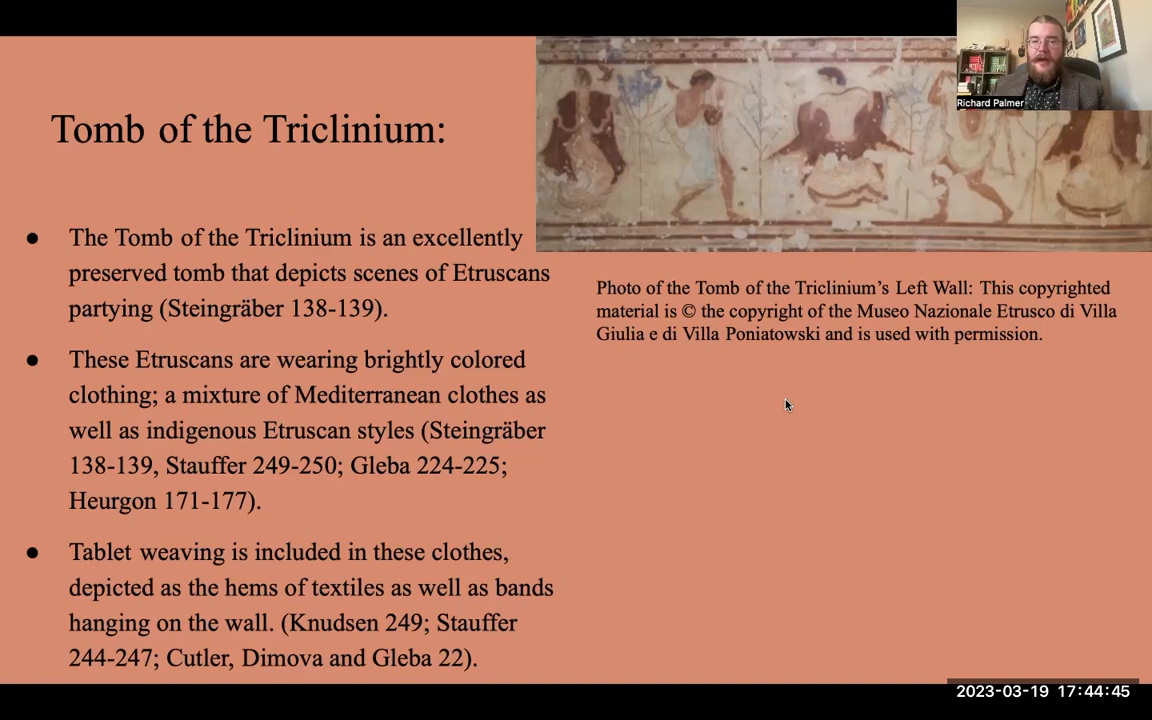 Richard Palmer
Tomb of the Triclinium:
● The Tomb of the Triclinium is an excellently
preserved tomb that depicts scenes of Etruscans
partying (Steingräber 138-139).
● These Etruscans are wearing brightly colored
clothing; a mixture of Mediterranean clothes as
well as indigenous Etruscan styles (Steingräber
138-139, Stauffer 249-250; Gleba 224-225;
Heurgon 171-177).
● Tablet weaving is included in these clothes,
depicted as the hems of textiles as well as bands
hanging on the wall. (Knudsen 249; Stauffer
244-247; Cutler, Dimova and Gleba 22).
Photo of the Tomb of the Triclinium’s Left Wall: This copyrighted
material is © the copyright of the Museo Nazionale Etrusco di Villa
Giulia e di Villa Poniatowski and is used with permission.
2023-03-19 17:44:45